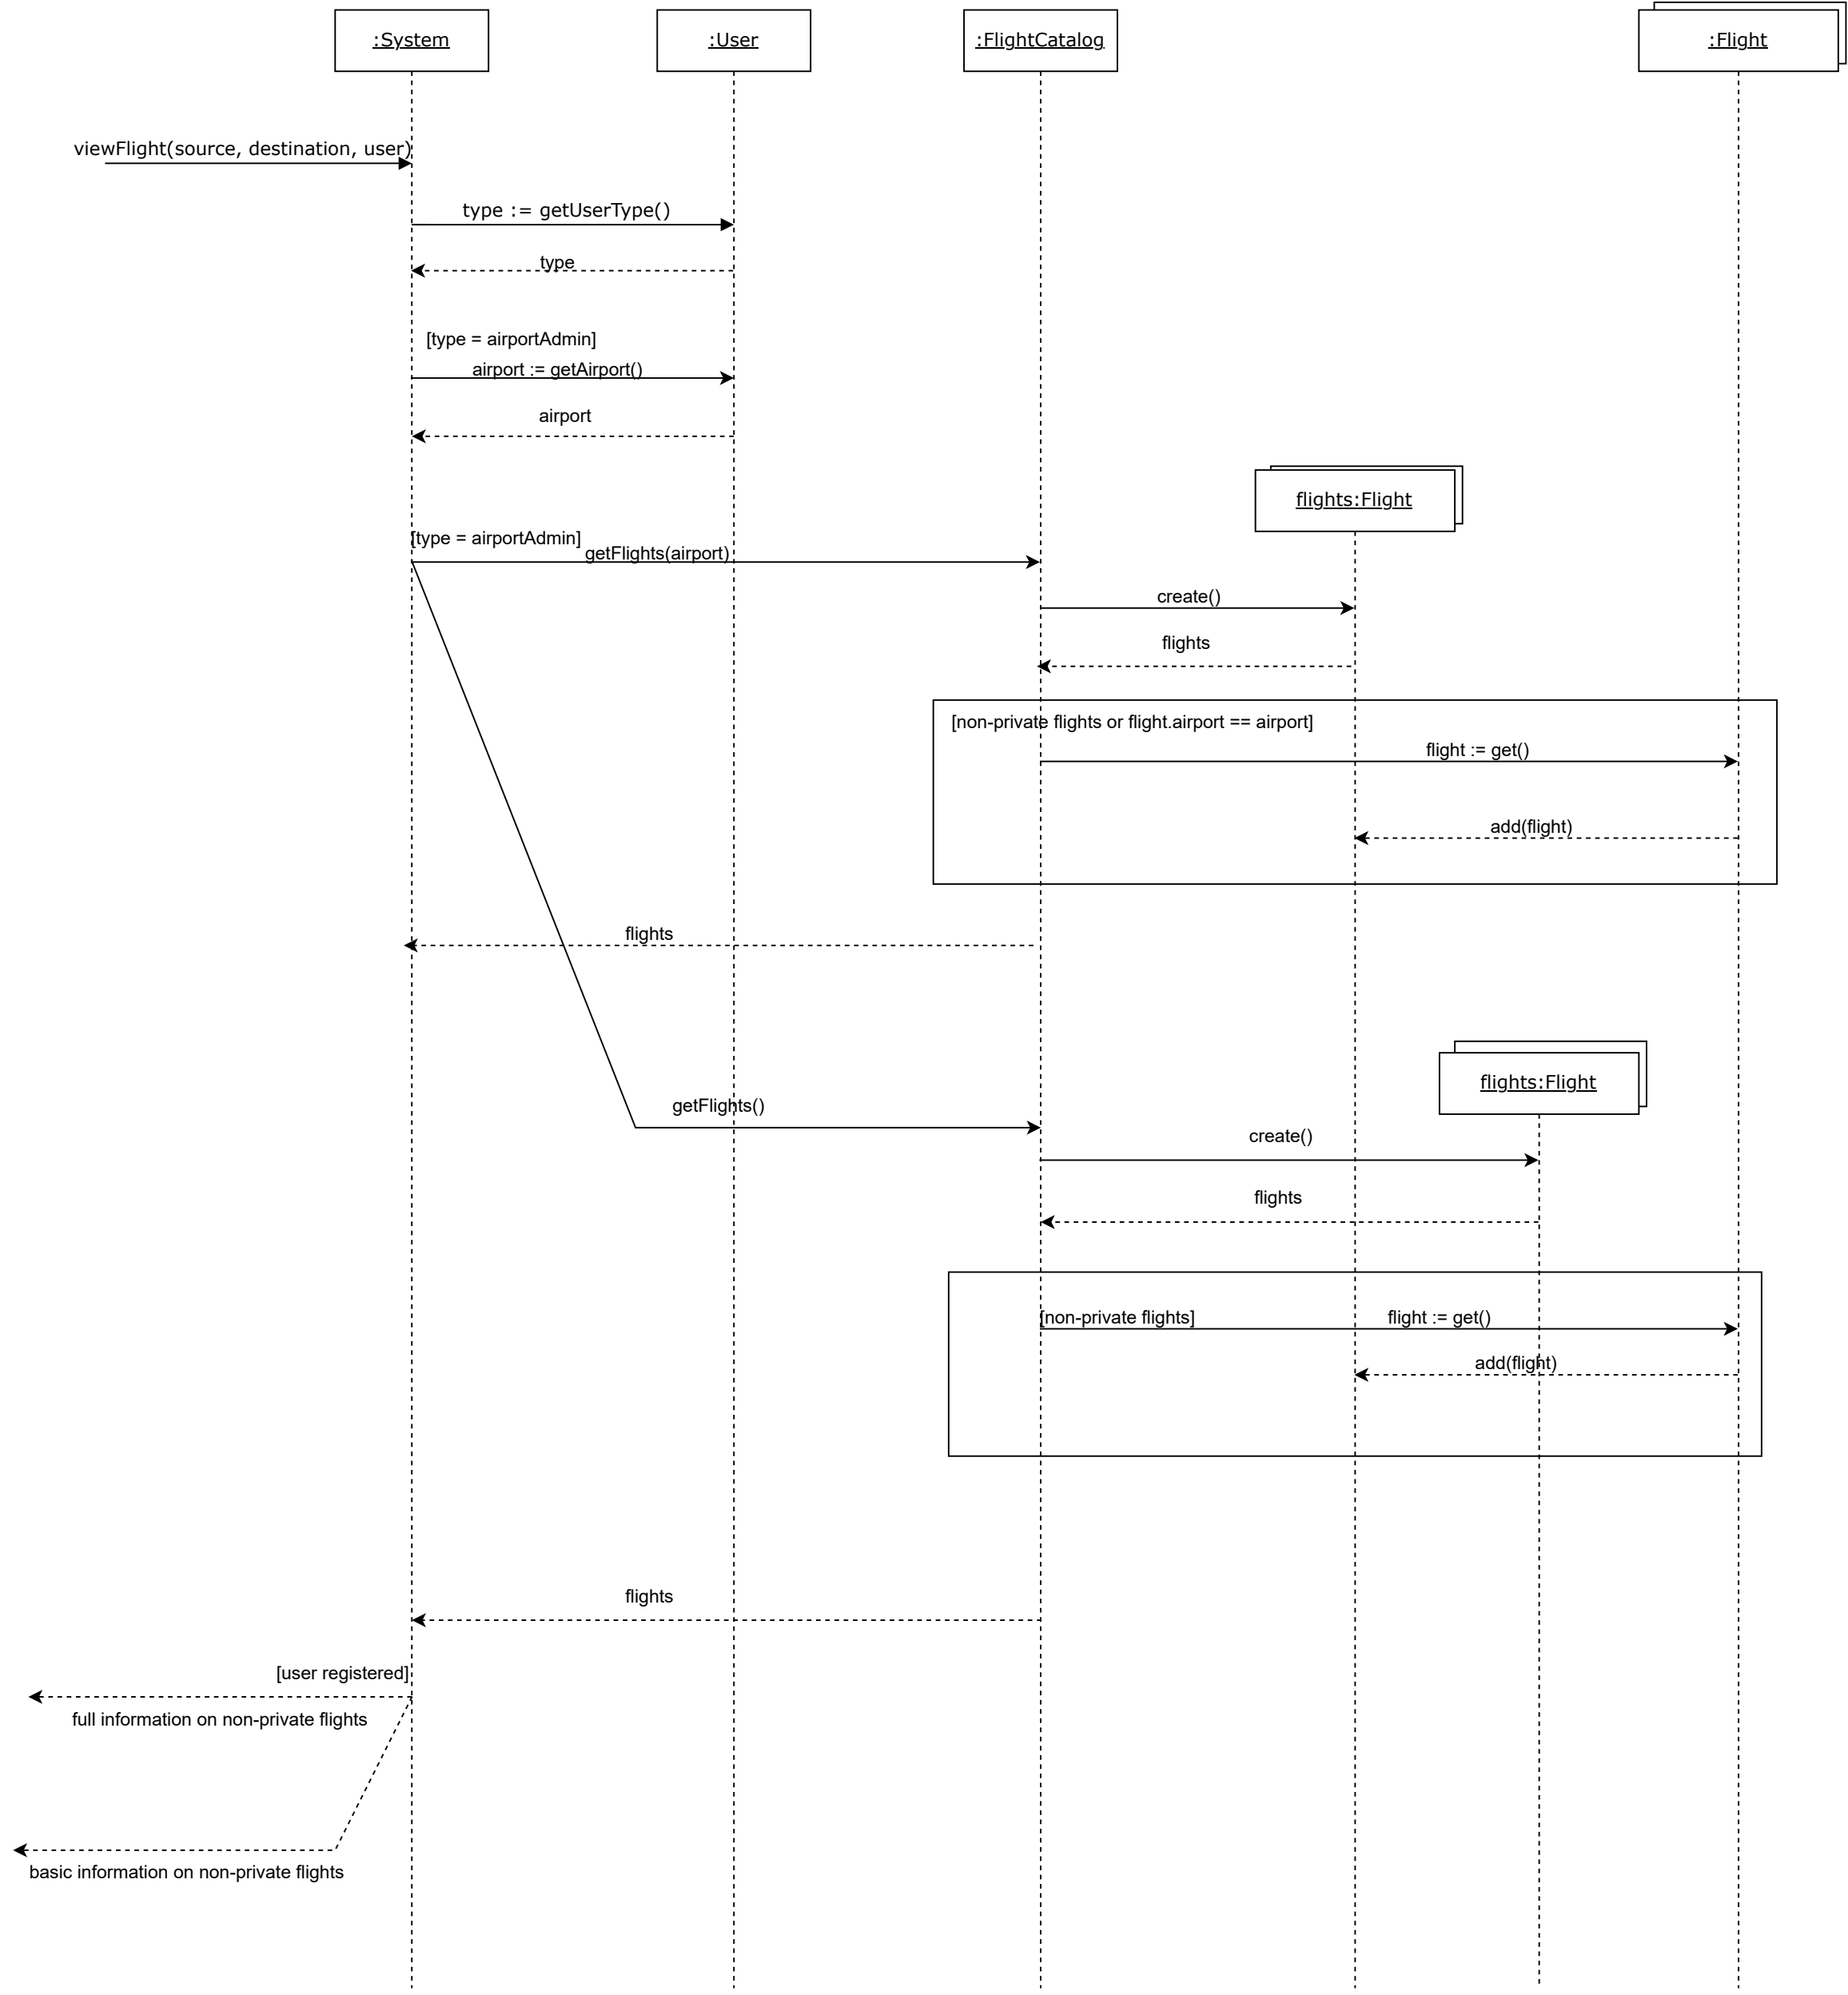 :System
:User
:FlightCatalog
:Flight
viewFlight(source, destination, user)
type := getUserType()
type
[type = airportAdmin]
airport := getAirport()
airport
flights:Flight
[type = airportAdmin]
getFlights(airport)
create()
flights
[non-private flights or flight.airport == airport]
flight := get()
add(flight)
flights
flights:Flight
getFlights()
create()
flights
[non-private flights]
flight := get()
add(flight)
flights
[user registered]
full information on non-private flights
basic information on non-private flights